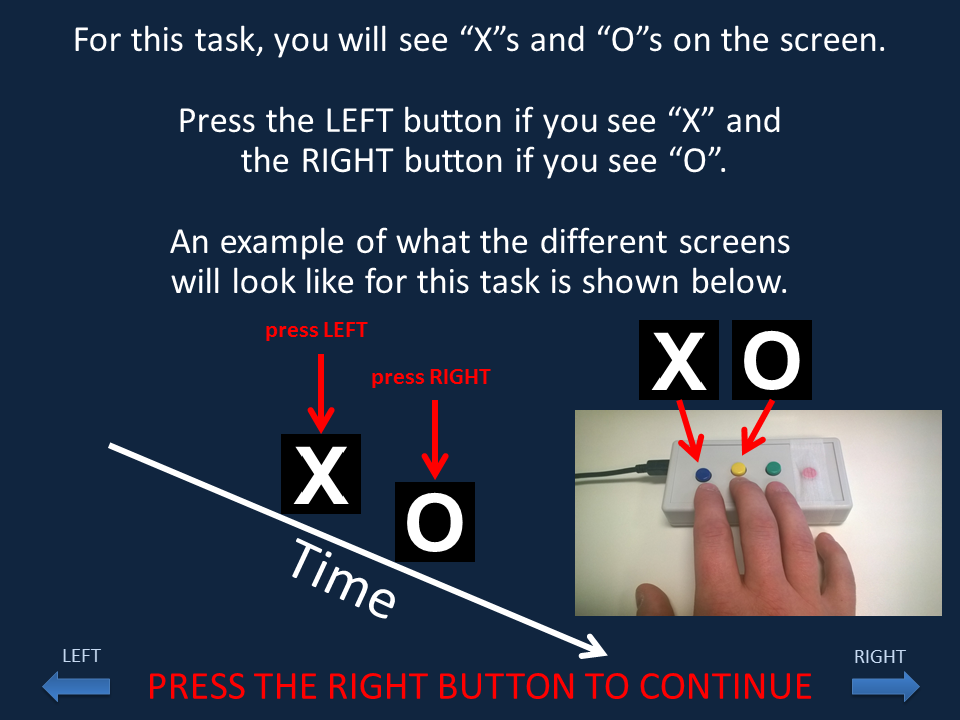 For this task, you will see “X”s and “O”s on the screen.
Press the LEFT button if you see “X” and
the RIGHT button if you see “O”.
An example of what the different screens
will look like for this task is shown below.
press LEFT
press RIGHT
X O
X
O
Time
LEFT
RIGHT
PRESS THE RIGHT BUTTON TO CONTINUE